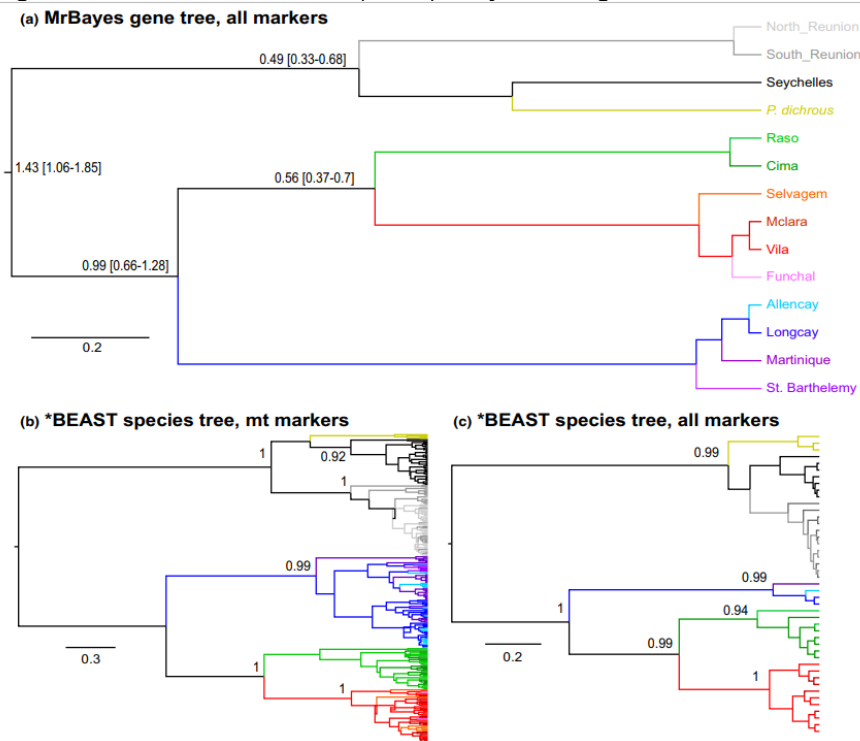 (a) MrBayes gene tree, all markers
North_Reunion
0.49 [0.33-0.68]
South_Reunion
Seychelles
P. dichrous
Raso
1.43 [1.06-1.85]
Cima
0.56 [0.37-0.7]
Selvagem
Mclara
Vila
0.99 [0.66-1.28]
Funchal
Allencay
Longcay
0.2
Martinique
St. Barthelemy
(b) *BEAST species tree, mt markers
1
0.92
1
0.99
0.3
1
1
(c) *BEAST species tree, all markers
0.99
0.99
1
0.94
0.99
0.2
1